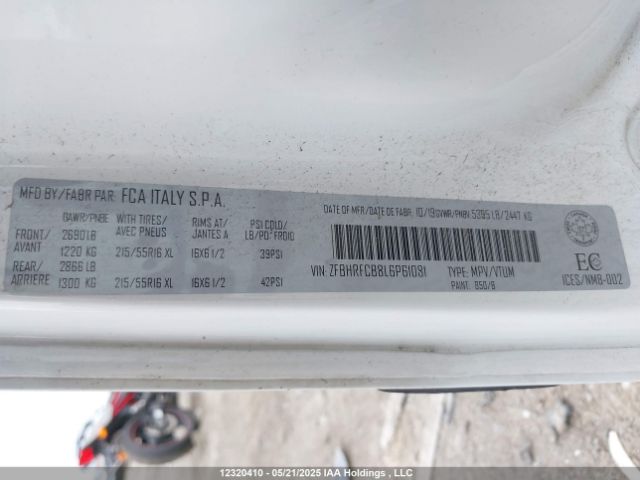 MFD BY/FABR PAR: FCA ITALY S.P.A.
GAWR/PNBE WITH TIRES/ AVEC PNEUS RIMS AT/ JANTES A PSI COLD/ LB/PO² FROID
FRONT/ AVANT 2690 LB 1220 KG 215/55R16 XL 16X6 1/2 39PSI
REAR/ ARRIERE 2866 LB 1300 KG 215/55R16 XL 16X6 1/2 42PSI
DATE OF MFR/DATE DE FABR. 10/19 GVWR/PNBV 5395 LB/2447 KG
VIN ZFBHRFCB8L6P61081 TYPE: MPV/VTUM
PAINT: 850/B
EC
ICES/NMB-002
12320410 - 05/21/2025 IAA Holdings , LLC